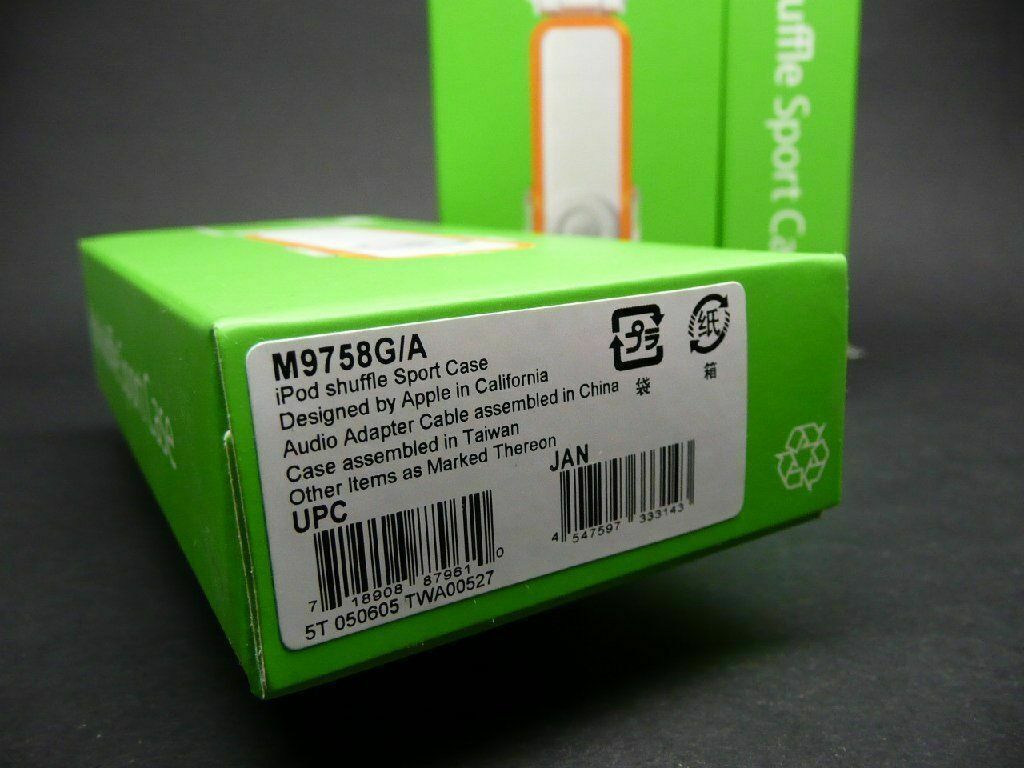 uffle Sport Ca
M9758G/A
iPod shuffle Sport Case
Designed by Apple in California
Audio Adapter Cable assembled in China
Case assembled in Taiwan
Other Items as Marked Thereon
プラ
袋
紙
箱
UPC
7 18908 87961 0
JAN
4 547597 333143
5T 050605 TWA00527